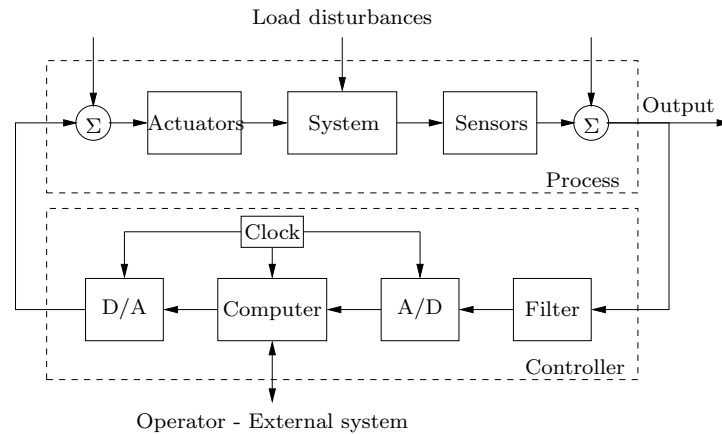 Load disturbances
Output
Σ
Actuators
System
Sensors
Σ
Process
Clock
D/A
Computer
A/D
Filter
Controller
Operator - External system